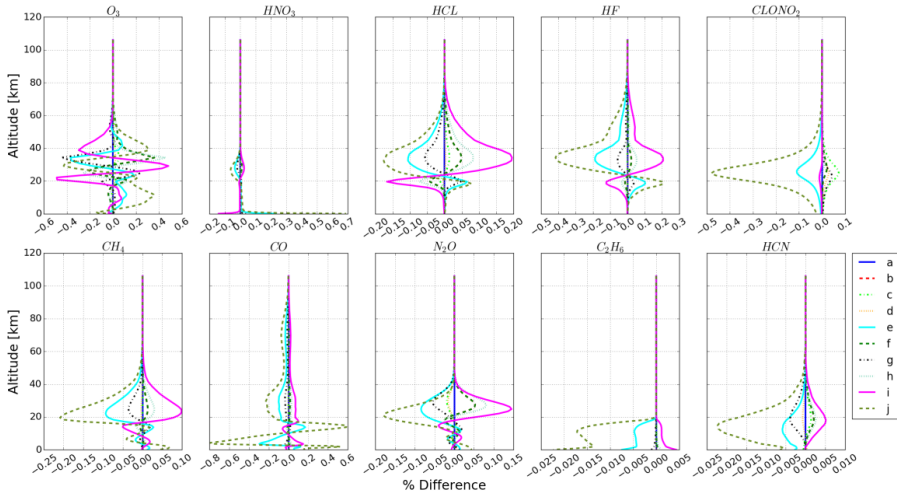 O3 HNO3 HCL HF CLONO2
Altitude [km]
120
100
80
60
40
20
0
−0.6 −0.4 −0.2 0.0 0.2 0.4 0.6
−0.2 −0.1 0.0 0.1 0.2 0.3 0.4 0.5 0.6 0.7
−0.20 −0.15 −0.10 −0.05 0.00 0.05 0.10 0.15 0.20
−0.5 −0.4 −0.3 −0.2 −0.1 0.0 0.1 0.2 0.3
−0.5 −0.4 −0.3 −0.2 −0.1 0.0 0.1
CH4 CO N2O C2H6 HCN
Altitude [km]
120
100
80
60
40
20
0
−0.25 −0.20 −0.15 −0.10 −0.05 0.00 0.05 0.10
−0.8 −0.6 −0.4 −0.2 0.0 0.2 0.4 0.6
−0.20 −0.15 −0.10 −0.05 0.00 0.05 0.10 0.15
−0.025 −0.020 −0.015 −0.010 −0.005 0.000 0.005
−0.025 −0.020 −0.015 −0.010 −0.005 0.000 0.005 0.010
% Difference
a
b
c
d
e
f
g
h
i
j